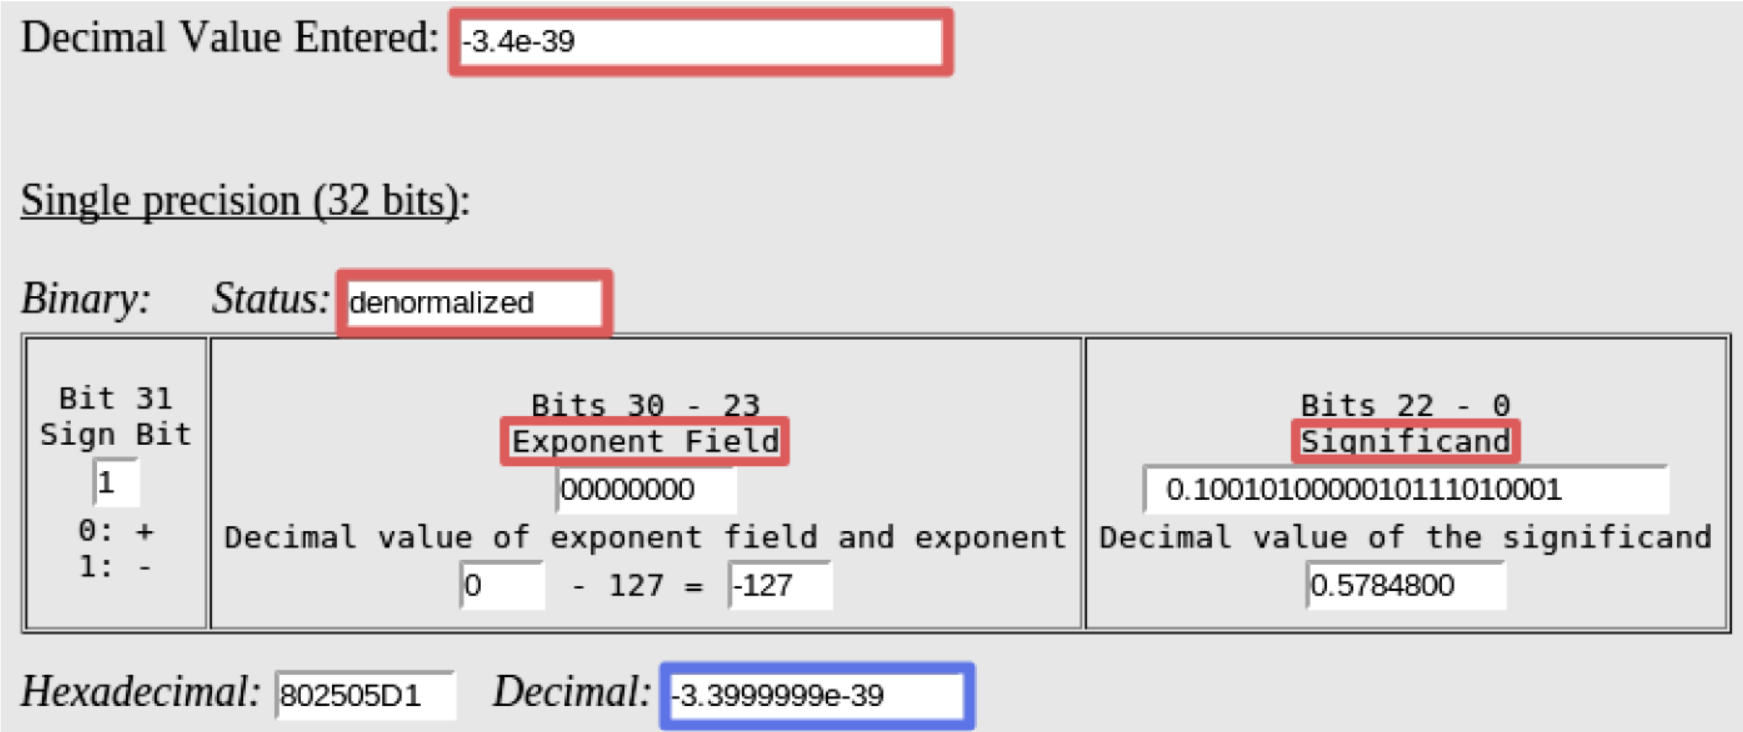 Decimal Value Entered: -3.4e-39
Single precision (32 bits):
Binary: Status: denormalized
Bit 31
Sign Bit
1
0: +
1: -
Bits 30 - 23
Exponent Field
00000000
Decimal value of exponent field and exponent
0 - 127 = -127
Bits 22 - 0
Significand
0.1001010000010111010001
Decimal value of the significand
0.5784800
Hexadecimal: 802505D1 Decimal: -3.3999999e-39